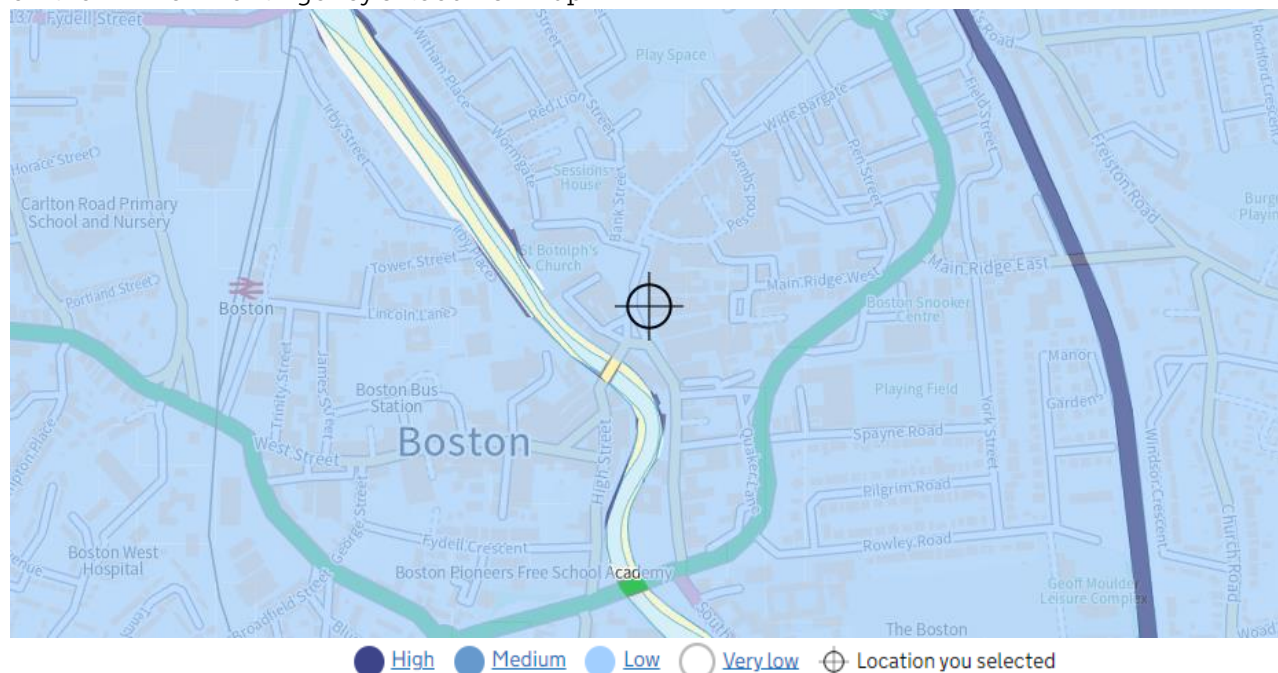 137 Fydell Street
Witham Place
Play Space
s Road
Rochford Crescent
Irby Street
Red Lion Street
Wormgate
Wide Bargate
Field Street
Horace Street
Sessions
House
Bank Street
Pescod Square
Pen Street
Freiston Road
Carlton Road Primary
School and Nursery
Irby Place
Tower Street
St Botolph's
Church
Main Ridge West
Main Ridge East
Portland Street
Boston
Lincoln Lane
Boston Snooker
Centre
Trinity Street
James Street
Boston Bus
Station
Manor
Gardens
Playing Field
Boston
West Street
High Street
Quaker Lane
Spayne Road
York Street
Windsor Crescent
Pilgrim Road
Church Road
George Street
Fydell Crescent
Rowley Road
Boston West
Hospital
Boston Pioneers Free School Academy
Broadfield Street
South
Geoff Moulder
Leisure Complex
The Boston
High Medium Low Very low Location you selected